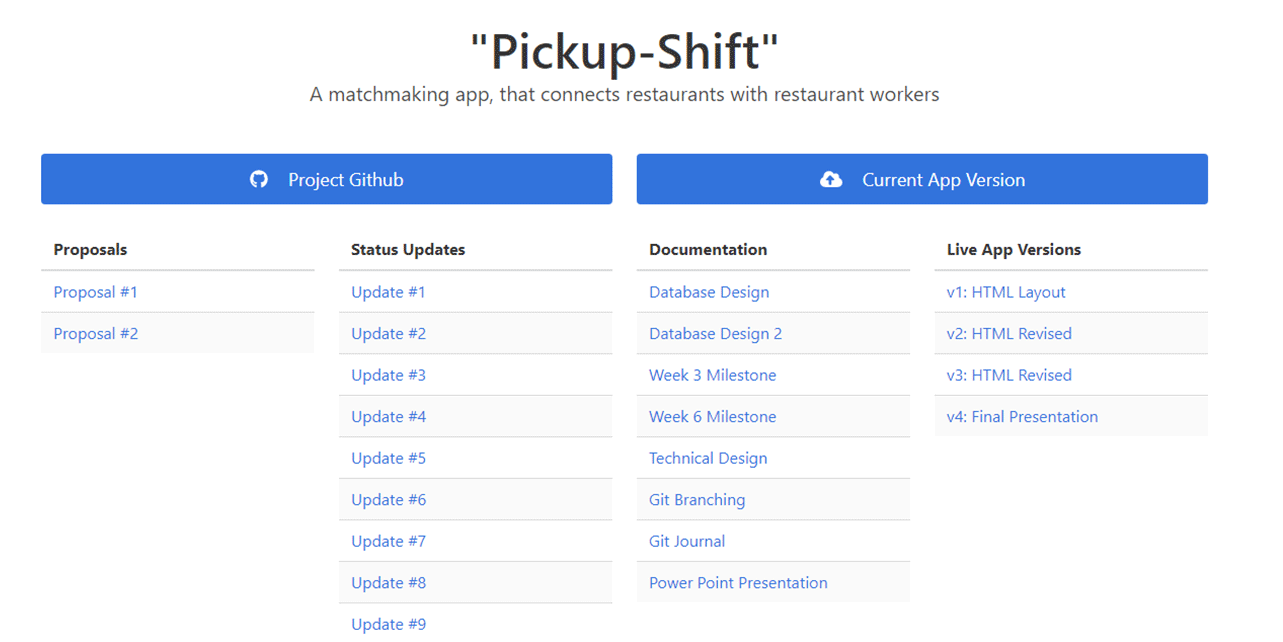 "Pickup-Shift"
A matchmaking app, that connects restaurants with restaurant workers
Project Github
Current App Version
Proposals
Proposal #1
Proposal #2
Status Updates
Update #1
Update #2
Update #3
Update #4
Update #5
Update #6
Update #7
Update #8
Update #9
Documentation
Database Design
Database Design 2
Week 3 Milestone
Week 6 Milestone
Technical Design
Git Branching
Git Journal
Power Point Presentation
Live App Versions
v1: HTML Layout
v2: HTML Revised
v3: HTML Revised
v4: Final Presentation